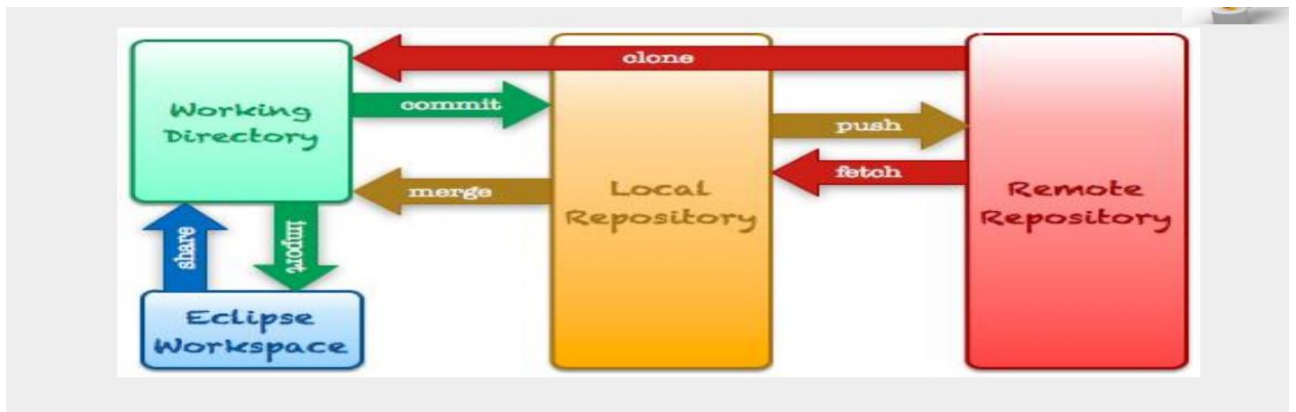 clone
Working
Directory
commit
push
fetch
merge
Local
Repository
Remote
Repository
share
import
Eclipse
Workspace